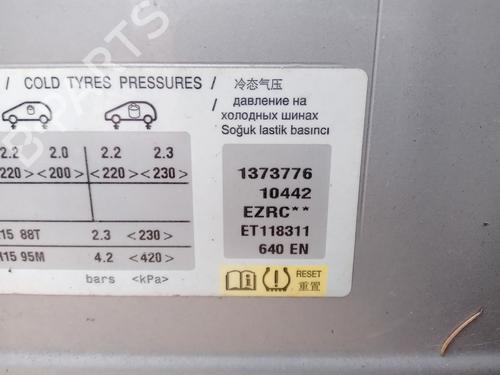 / COLD TYRES PRESSURES / 冷态气压
/ давление на
холодных шинах
Soğuk lastik basıncı
2.2 2.0 2.2 2.3
220> <200> <220> <230>
15 88T 2.3 <230>
15 95M 4.2 <420>
bars <kPa>
1373776
10442
EZRC**
ET118311
640 EN
RESET
重置
B-PARTS